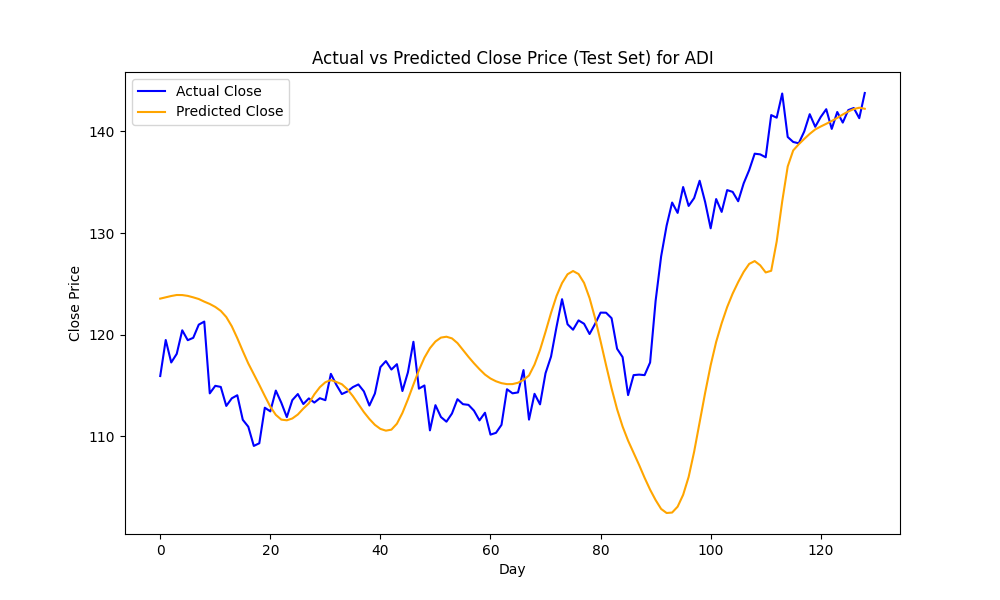 Actual vs Predicted Close Price (Test Set) for ADI
Actual Close
Predicted Close
140
130
120
110
Close Price
0 20 40 60 80 100 120
Day